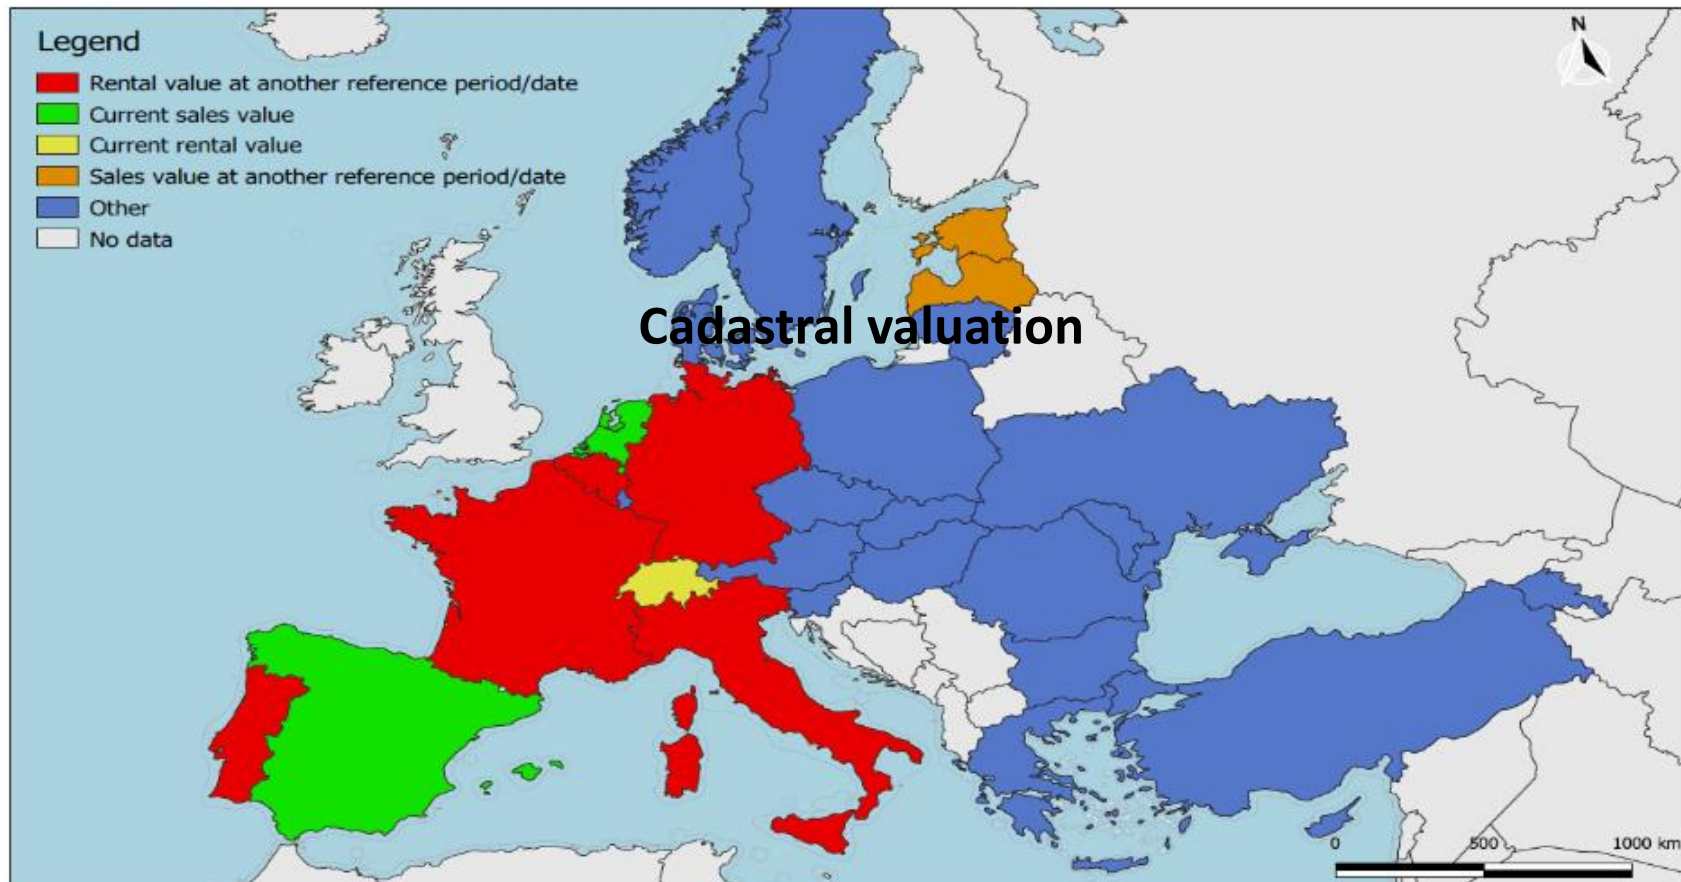 Legend
Rental value at another reference period/date
Current sales value
Current rental value
Sales value at another reference period/date
Other
No data
N
Cadastral valuation
0 500 1000 km